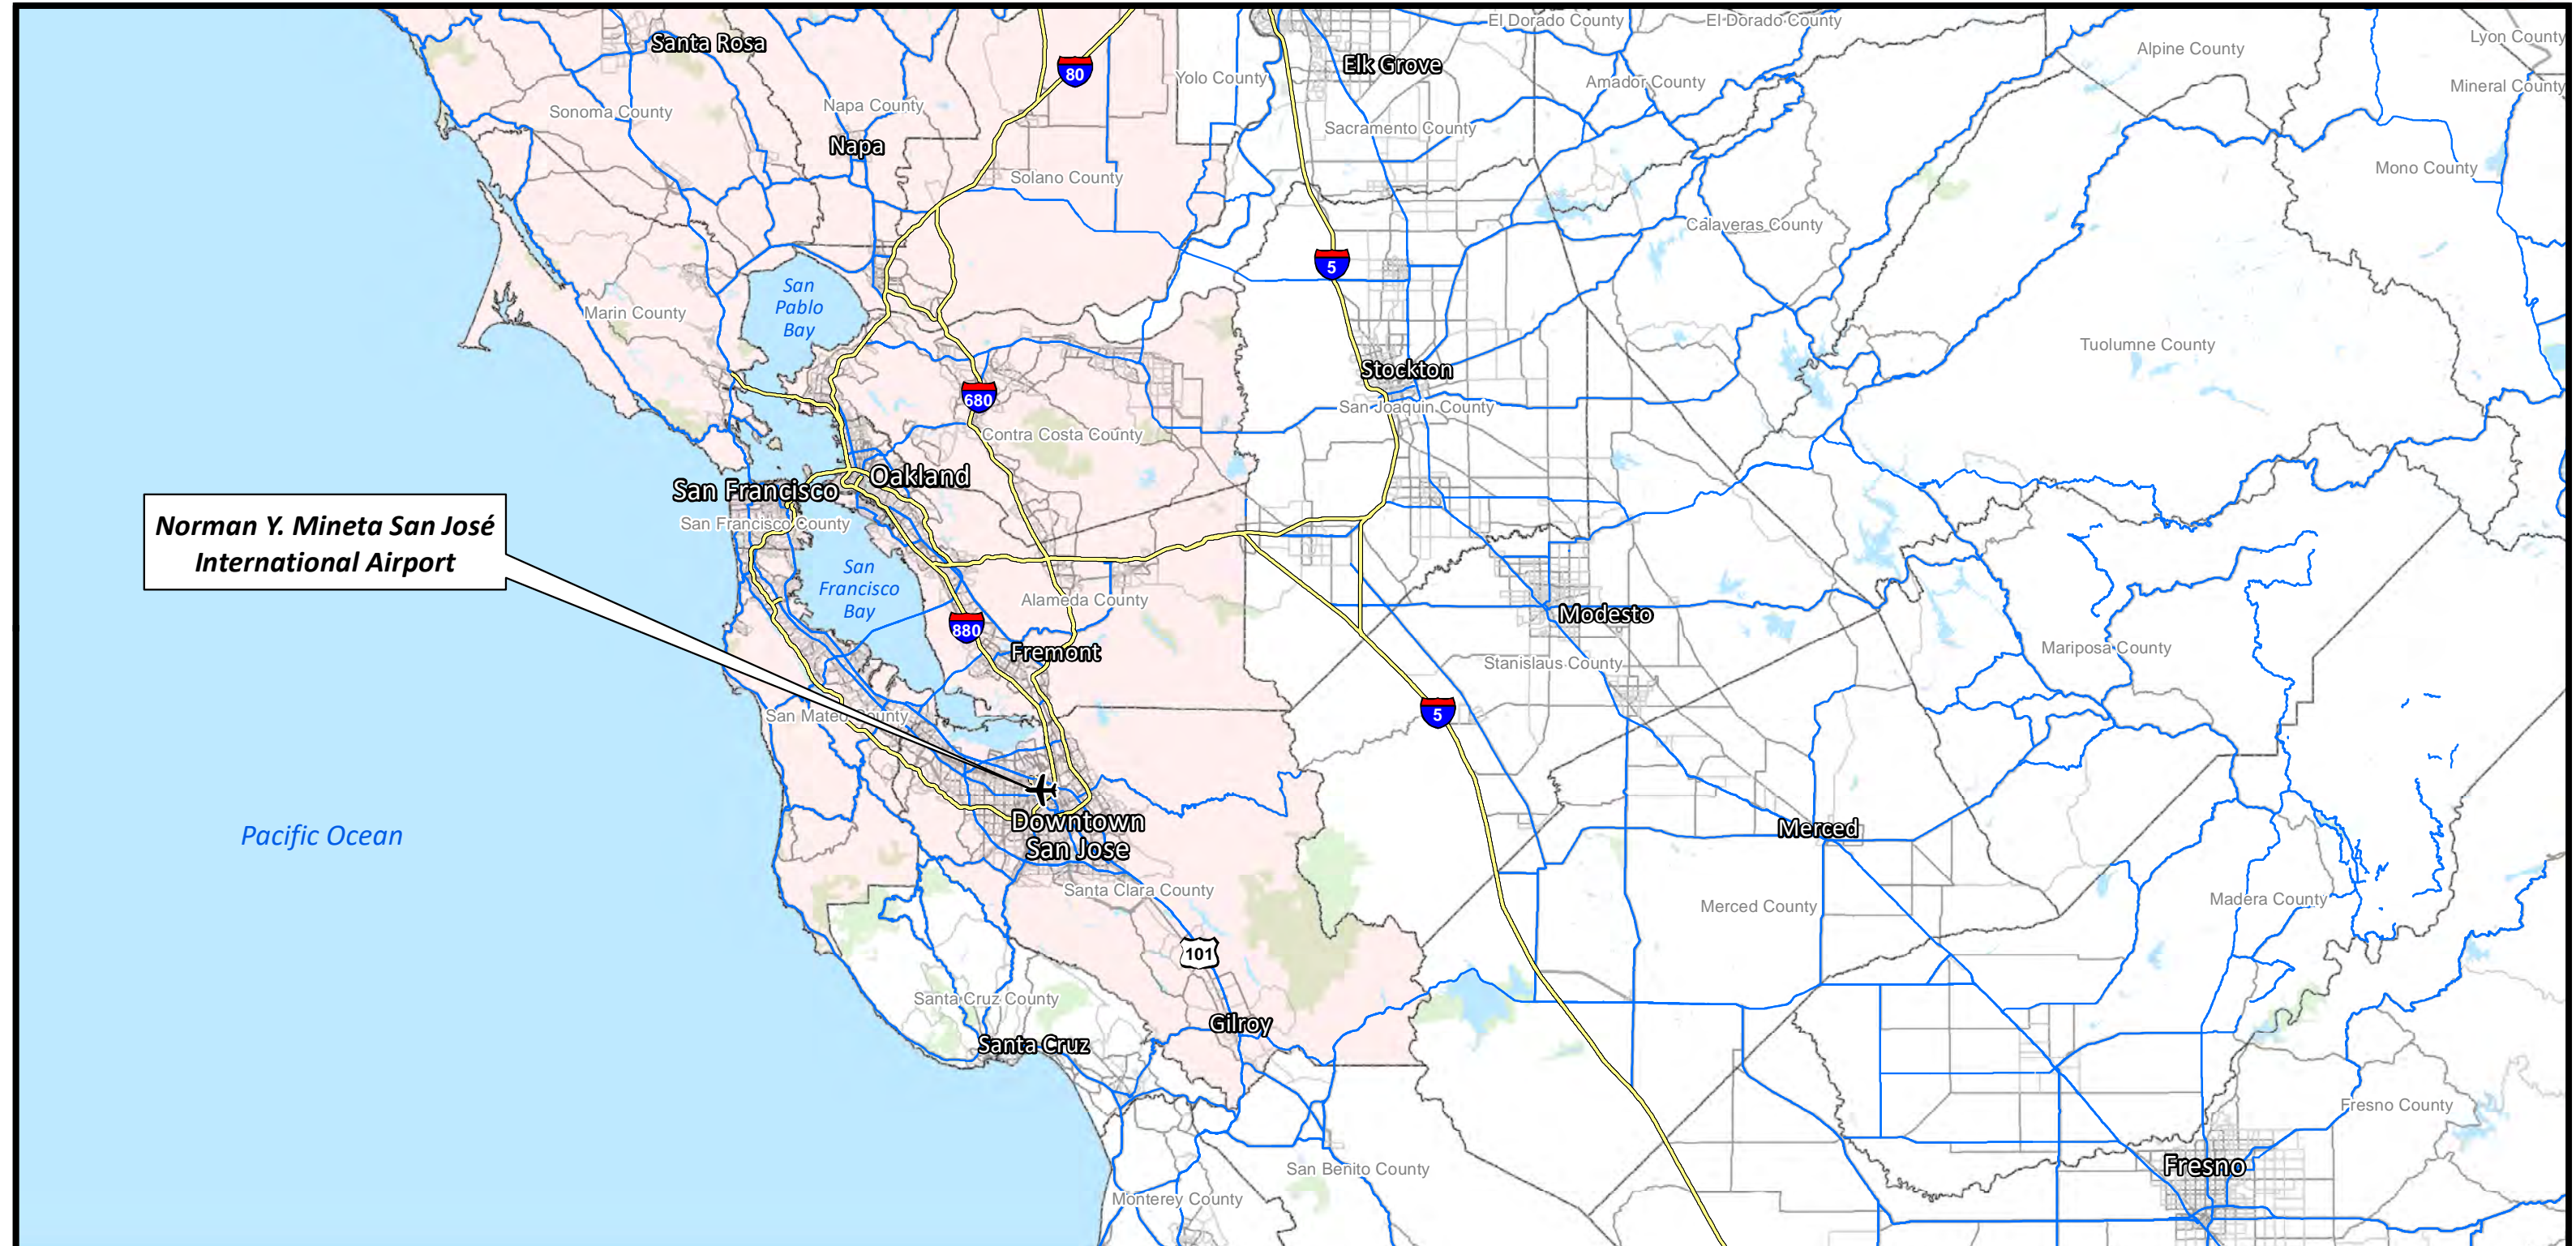 El Dorado County
El Dorado County
Lyon County
Santa Rosa
Alpine County
Elk Grove
80
Yolo County
Amador County
Mineral County
Sonoma County
Napa County
Sacramento County
Napa
Mono County
Solano County
Calaveras County
5
San
Pablo
Bay
Marin County
Tuolumne County
Stockton
680
San Joaquin County
Contra Costa County
Oakland
San Francisco
San Francisco County
Norman Y. Mineta San José
International Airport
San
Francisco
Bay
Alameda County
Modesto
880
Fremont
Mariposa County
Stanislaus County
San Mateo County
5
Downtown
San Jose
Merced
Pacific Ocean
Santa Clara County
Madera County
Merced County
101
Santa Cruz County
Gilroy
Santa Cruz
Fresno County
Fresno
San Benito County
Monterey County